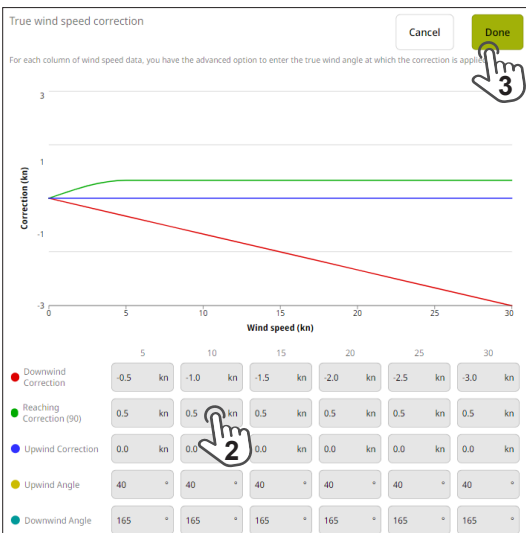 True wind speed correction
Cancel
Done
For each column of wind speed data, you have the advanced option to enter the true wind angle at which the correction is
3
3
1
-1
-3
Correction (kn)
0 5 10 15 20 25 30
Wind speed (kn)
5 10 15 20 25 30
Downwind
Correction
-0.5 kn -1.0 kn -1.5 kn -2.0 kn -2.5 kn -3.0 kn
Reaching
Correction (90)
0.5 kn 0.5 kn 0.5 kn 0.5 kn 0.5 kn 0.5 kn
2
Upwind Correction 0.0 kn 0.0 0.0 kn 0.0 kn 0.0 kn 0.0 kn
Upwind Angle 40 ° 40 ° 40 ° 40 ° 40 ° 40 °
Downwind Angle 165 ° 165 ° 165 ° 165 ° 165 ° 165 °